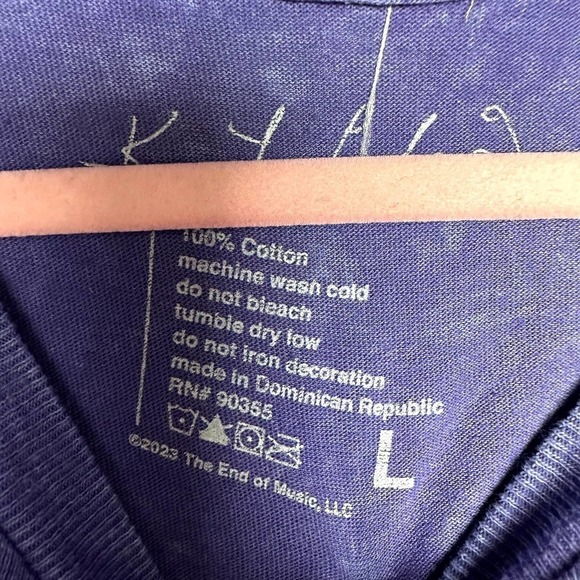 100% Cotton
machine wash cold
do not bleach
tumble dry low
do not iron decoration
made in Dominican Republic
RN# 90355
©2023 The End of Music, LLC
L